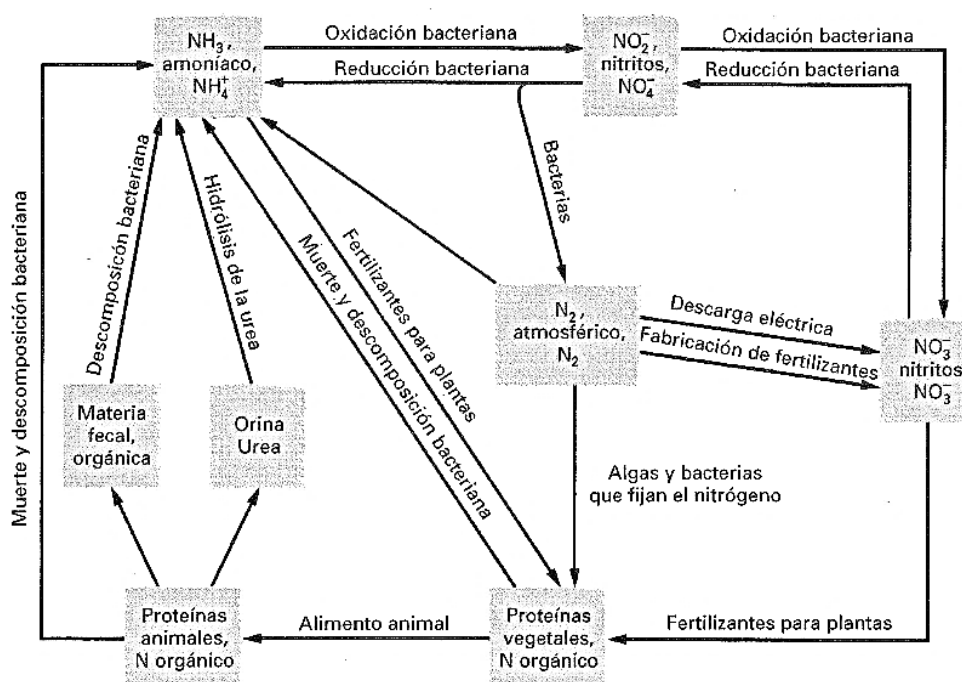 NH₃,
amoníaco,
NH₄⁺
Oxidación bacteriana
Reducción bacteriana
NO₂⁻,
nitritos,
NO₄⁻
Oxidación bacteriana
Reducción bacteriana
Muerte y descomposición bacteriana
Descomposicón bacteriana
Hidrólisis de la urea
Fertilizantes para plantas
Muerte y descomposición bacteriana
Bacterias
N₂,
atmosférico,
N₂
Descarga eléctrica
Fabricación de fertilizantes
NO₃⁻
nitritos
NO₃⁻
Materia
fecal,
orgánica
Orina
Urea
Algas y bacterias
que fijan el nitrógeno
Proteínas
animales,
N orgánico
Alimento animal
Proteínas
vegetales,
N orgánico
Fertilizantes para plantas